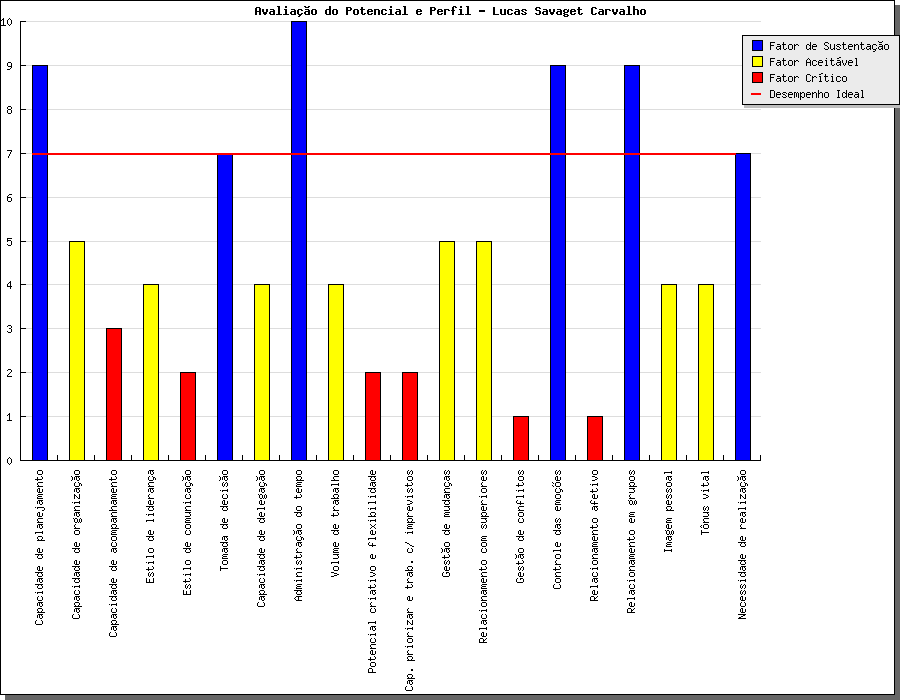 Avaliação do Potencial e Perfil - Lucas Savaget Carvalho
Fator de Sustentação
Fator Aceitável
Fator Crítico
Desempenho Ideal
10
9
8
7
6
5
4
3
2
1
0
Capacidade de planejamento
Capacidade de organização
Capacidade de acompanhamento
Estilo de liderança
Estilo de comunicação
Tomada de decisão
Capacidade de delegação
Administração do tempo
Volume de trabalho
Potencial criativo e flexibilidade
Cap. priorizar e trab. c/ imprevistos
Gestão de mudanças
Relacionamento com superiores
Gestão de conflitos
Controle das emoções
Relacionamento afetivo
Relacionamento em grupos
Imagem pessoal
Tônus vital
Necessidade de realização